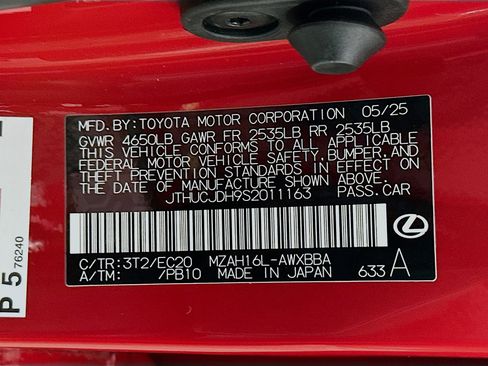 MFD. BY: TOYOTA MOTOR CORPORATION 05/25
GVWR 4650LB GAWR FR 2535LB RR 2535LB
THIS VEHICLE CONFORMS TO ALL APPLICABLE
FEDERAL MOTOR VEHICLE SAFETY, BUMPER, AND
THEFT PREVENTION STANDARDS IN EFFECT ON
THE DATE OF MANUFACTURE SHOWN ABOVE.
JTHUCJDH9S2011163 PASS. CAR
C/TR: 3T2/EC20 MZAH16L-AWXBBA
A/TM: /PB10 MADE IN JAPAN 633 A
P 5 76240